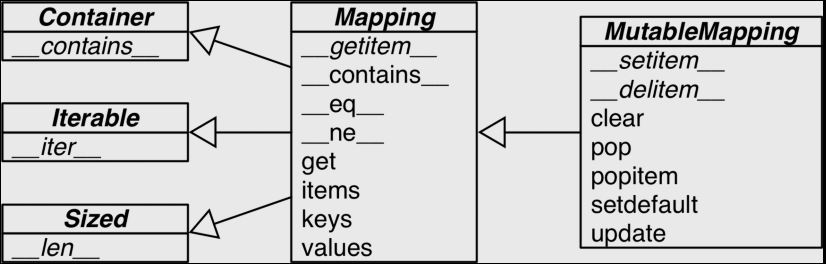 Container
__contains__
Iterable
__iter__
Sized
__len__
Mapping
__getitem__
__contains__
__eq__
__ne__
get
items
keys
values
MutableMapping
__setitem__
__delitem__
clear
pop
popitem
setdefault
update